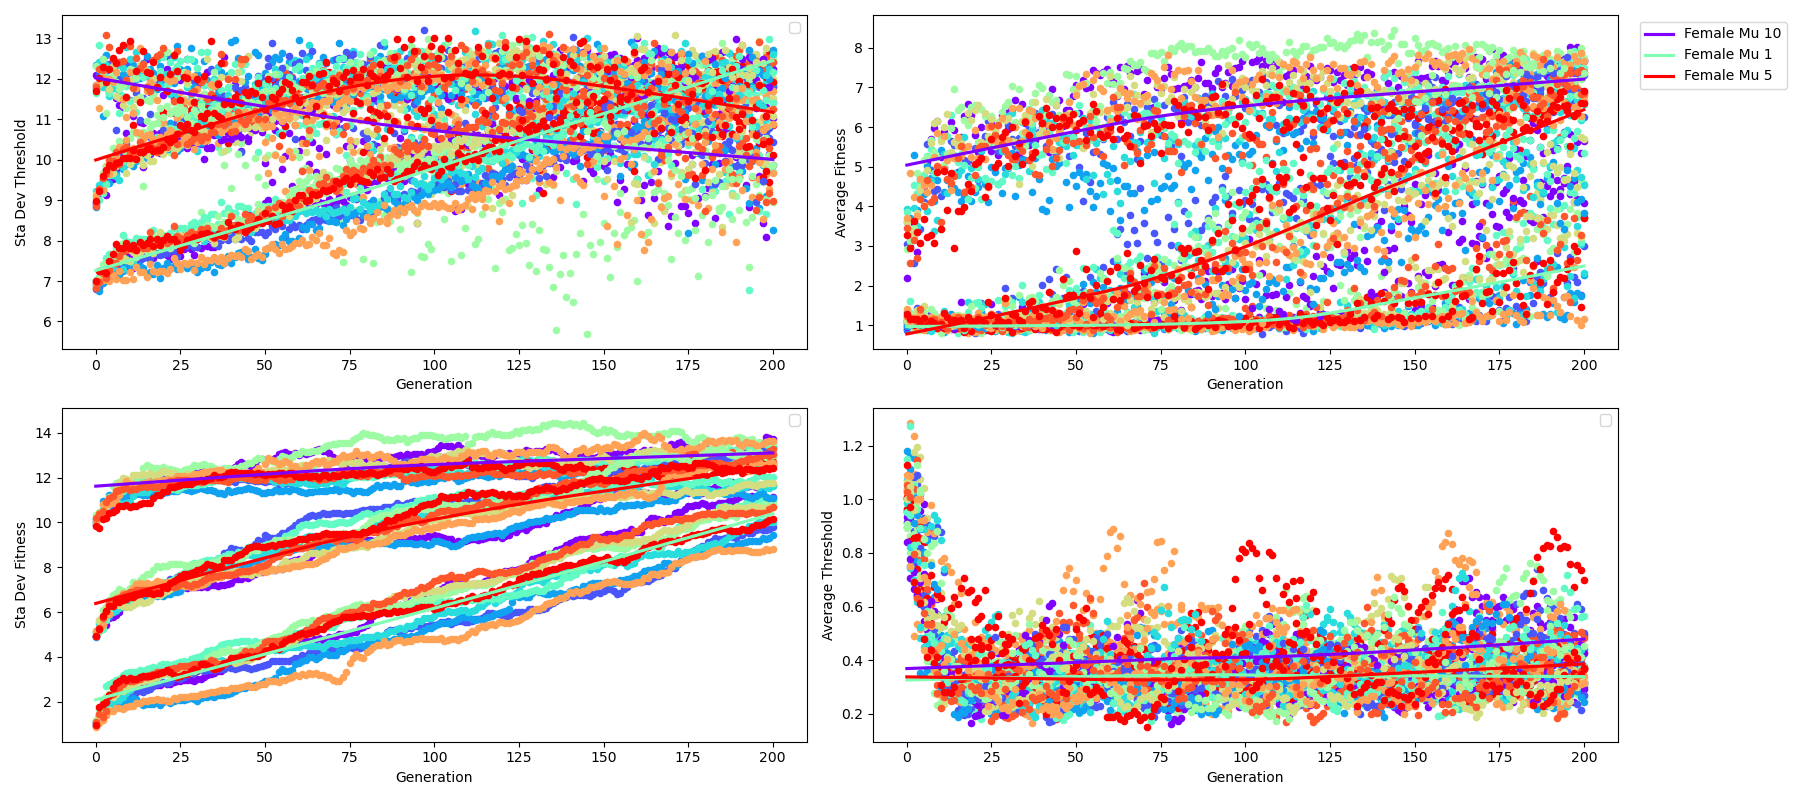 13
12
11
10
9
8
7
6
Sta Dev Threshold
0 25 50 75 100 125 150 175 200
Generation
8
7
6
5
4
3
2
1
Average Fitness
0 25 50 75 100 125 150 175 200
Generation
Female Mu 10
Female Mu 1
Female Mu 5
14
12
10
8
6
4
2
Sta Dev Fitness
0 25 50 75 100 125 150 175 200
Generation
1.2
1.0
0.8
0.6
0.4
0.2
Average Threshold
0 25 50 75 100 125 150 175 200
Generation